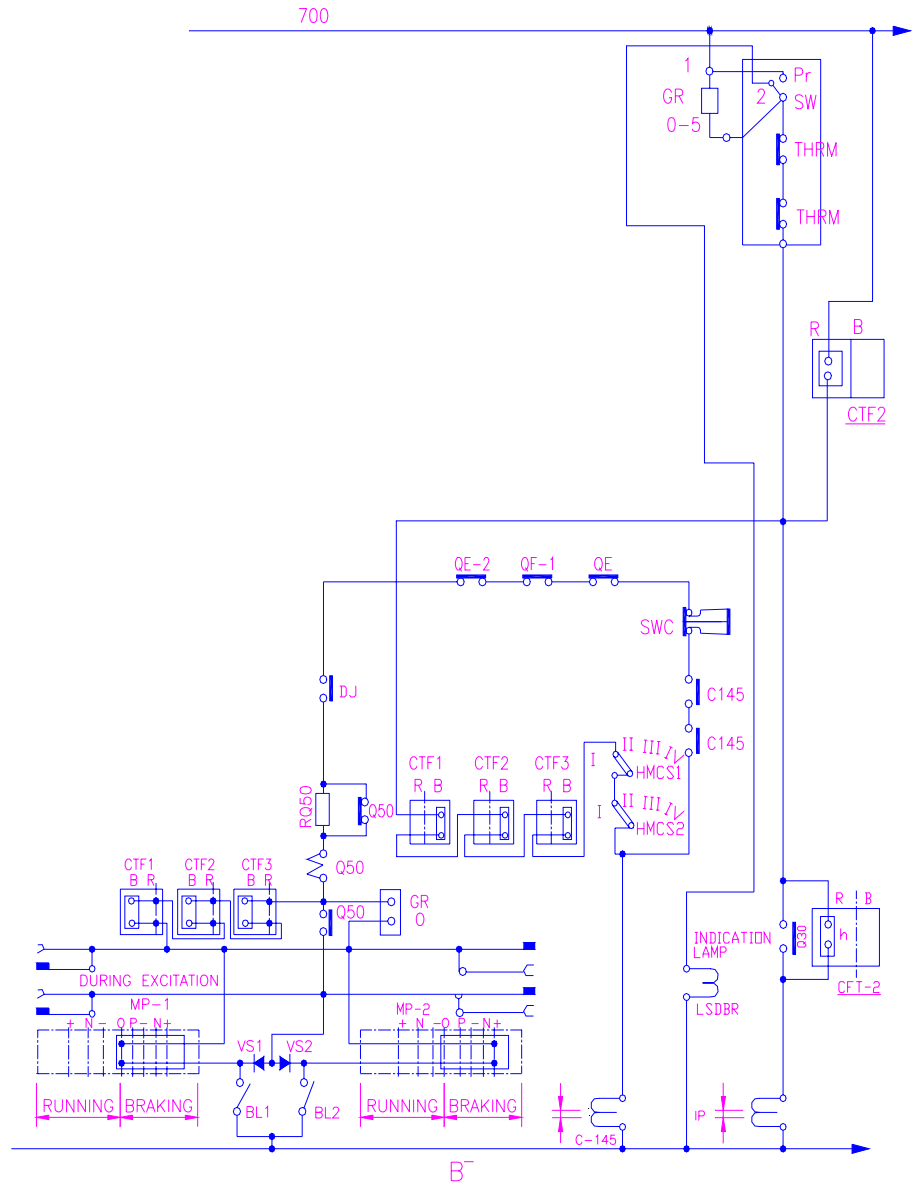 700
1
Pr
GR
2
SW
0-5
THRM
THRM
R B
CTF2
QE-2 QF-1 QE
SWC
DJ
C145
C145
I II III IV
HMCS1
CTF1 CTF2 CTF3
R B R B R B
I II III IV
HMCS2
RQ50
Q50
Q50
CTF1 CTF2 CTF3
B R B R B R
Q50
GR
0
R B
h
Q30
CFT-2
INDICATION
LAMP
LSDBR
DURING EXCITATION
MP-1
MP-2
+ N - 0 P - N +
+ N - 0 P - N +
VS1 VS2
RUNNING BRAKING
BL1
BL2
RUNNING BRAKING
C-145
IP
B-